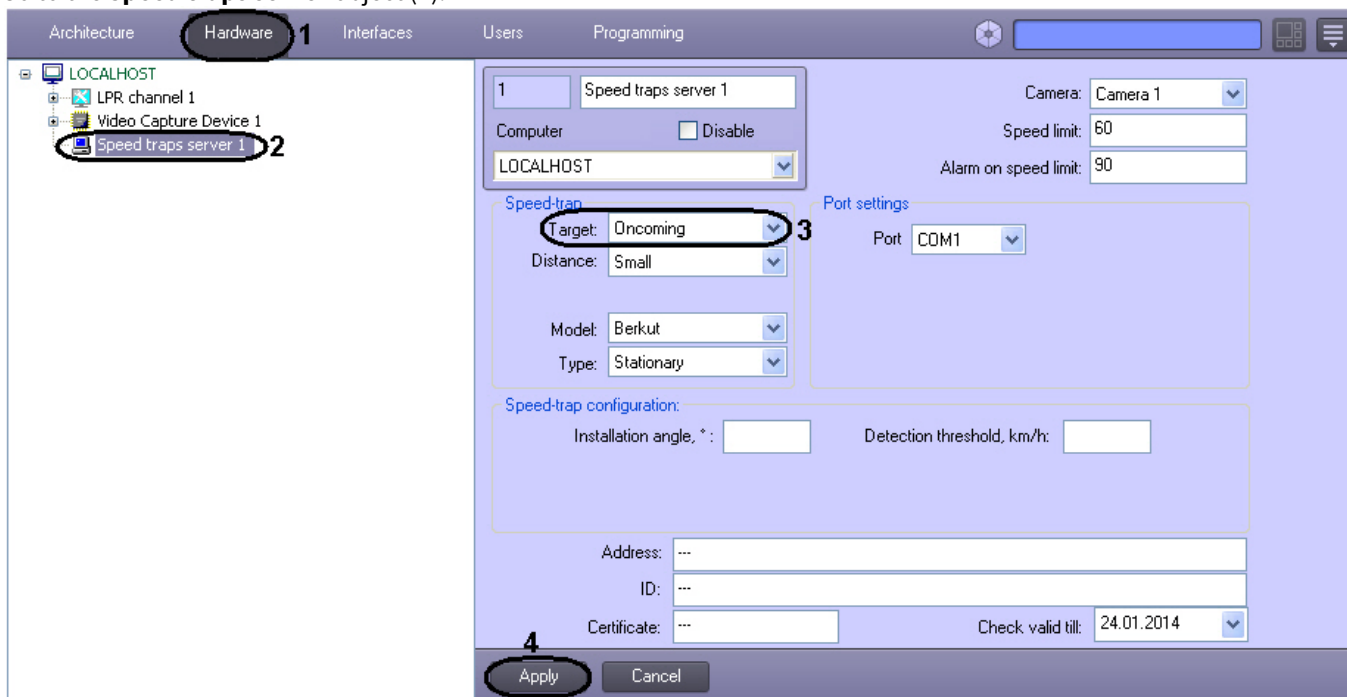 Architecture Hardware 1 Interfaces Users Programming
LOCALHOST
LPR channel 1
Video Capture Device 1
Speed traps server 1 2
1 Speed traps server 1
Computer Disable
LOCALHOST
Camera: Camera 1
Speed limit: 60
Alarm on speed limit: 90
Speed-trap
Target: Oncoming 3
Distance: Small
Model: Berkut
Type: Stationary
Port settings
Port COM1
Speed-trap configuration:
Installation angle, ° : Detection threshold, km/h:
Address: ---
ID: ---
Certificate: --- Check valid till: 24.01.2014
4
Apply Cancel